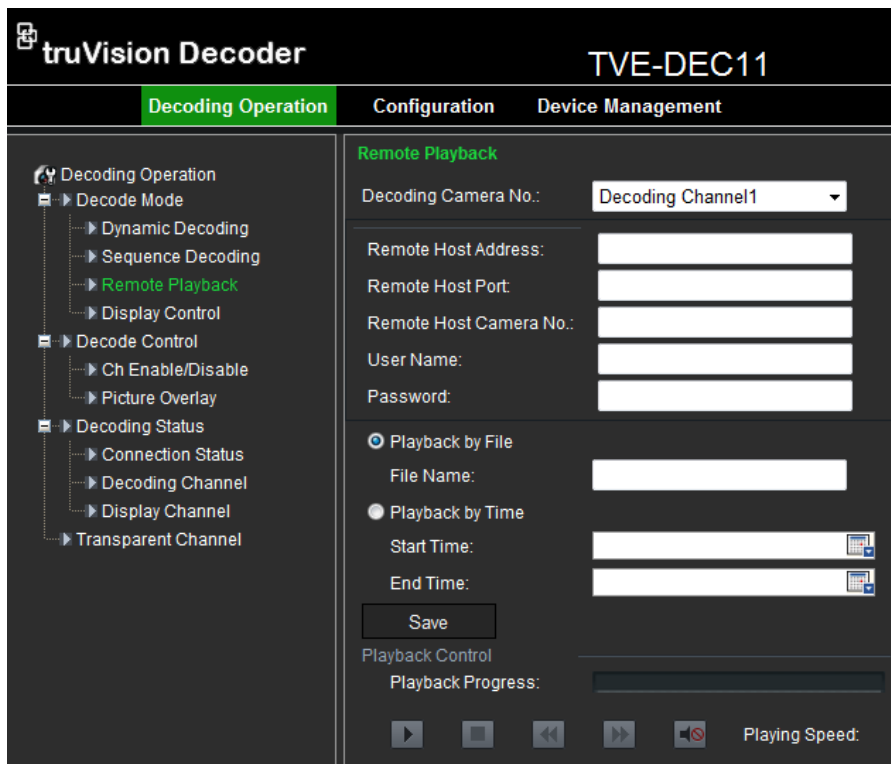 truVision Decoder
TVE-DEC11
Decoding Operation Configuration Device Management
Decoding Operation
Decode Mode
Dynamic Decoding
Sequence Decoding
Remote Playback
Display Control
Decode Control
Ch Enable/Disable
Picture Overlay
Decoding Status
Connection Status
Decoding Channel
Display Channel
Transparent Channel
Remote Playback
Decoding Camera No.: Decoding Channel1
Remote Host Address:
Remote Host Port:
Remote Host Camera No.:
User Name:
Password:
Playback by File
File Name:
Playback by Time
Start Time:
End Time:
Save
Playback Control
Playback Progress:
Playing Speed: